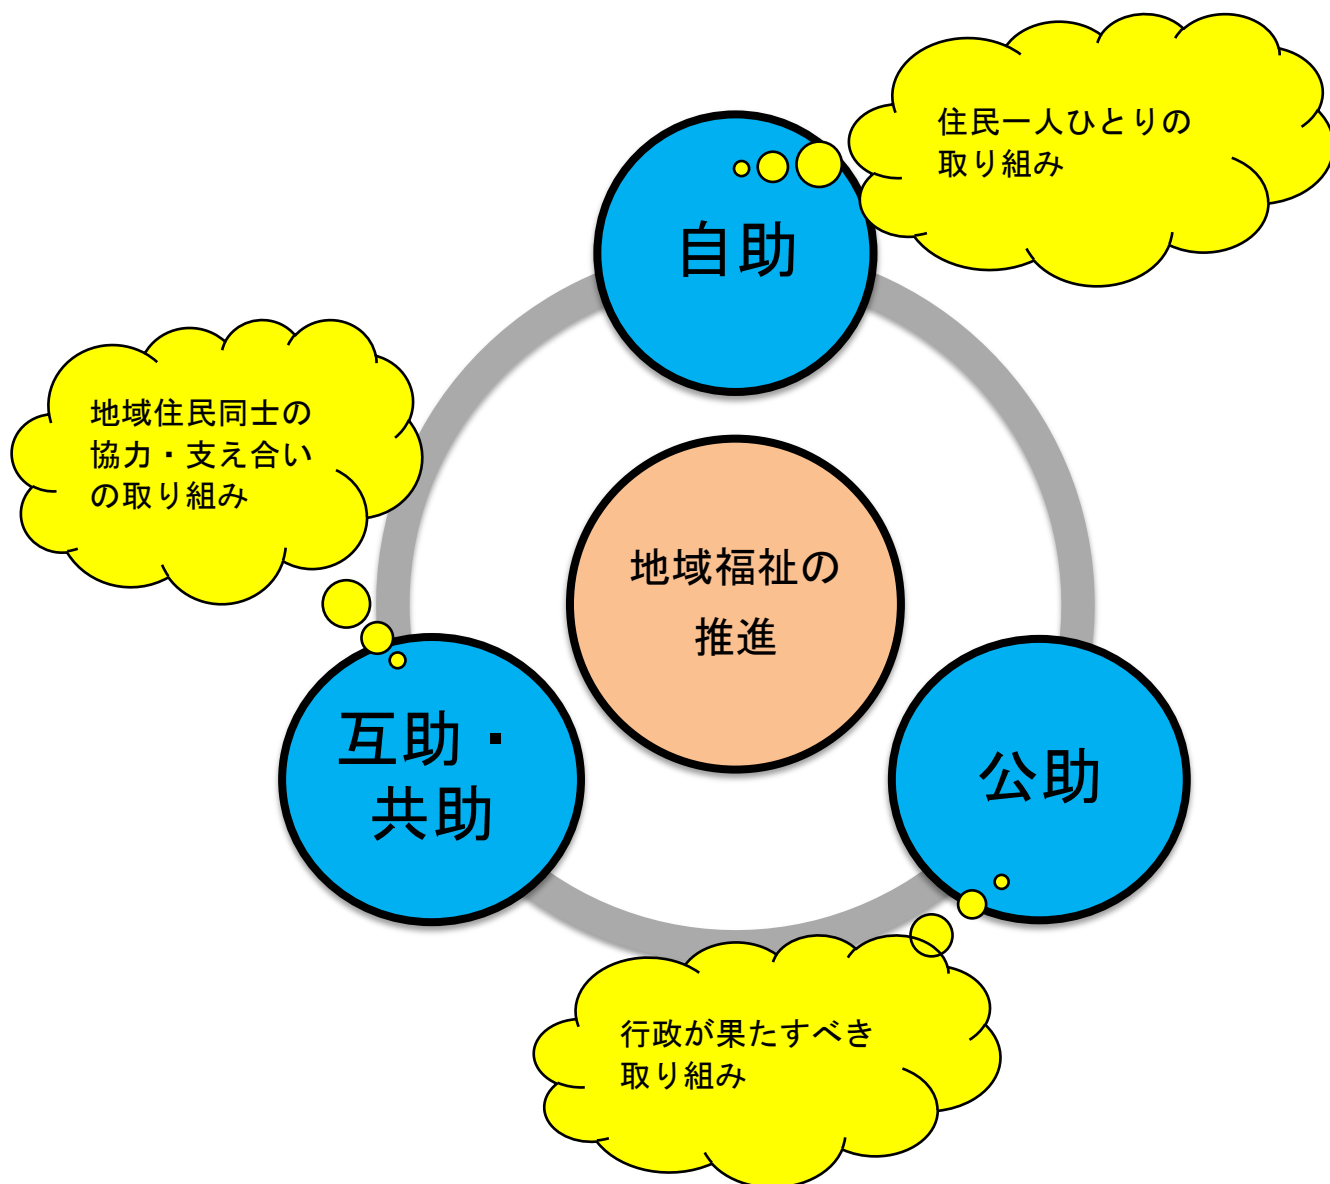 住民一人ひとりの
取り組み
自助
地域住民同士の
協力・支え合い
の取り組み
地域福祉の
推進
互助・
共助
公助
行政が果たすべき
取り組み